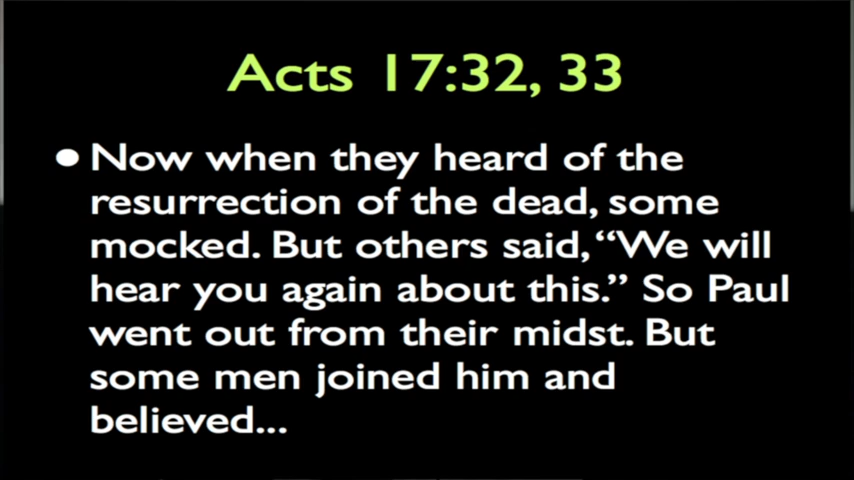 Acts 17:32, 33
• Now when they heard of the
resurrection of the dead, some
mocked. But others said, “We will
hear you again about this.” So Paul
went out from their midst. But
some men joined him and
believed...